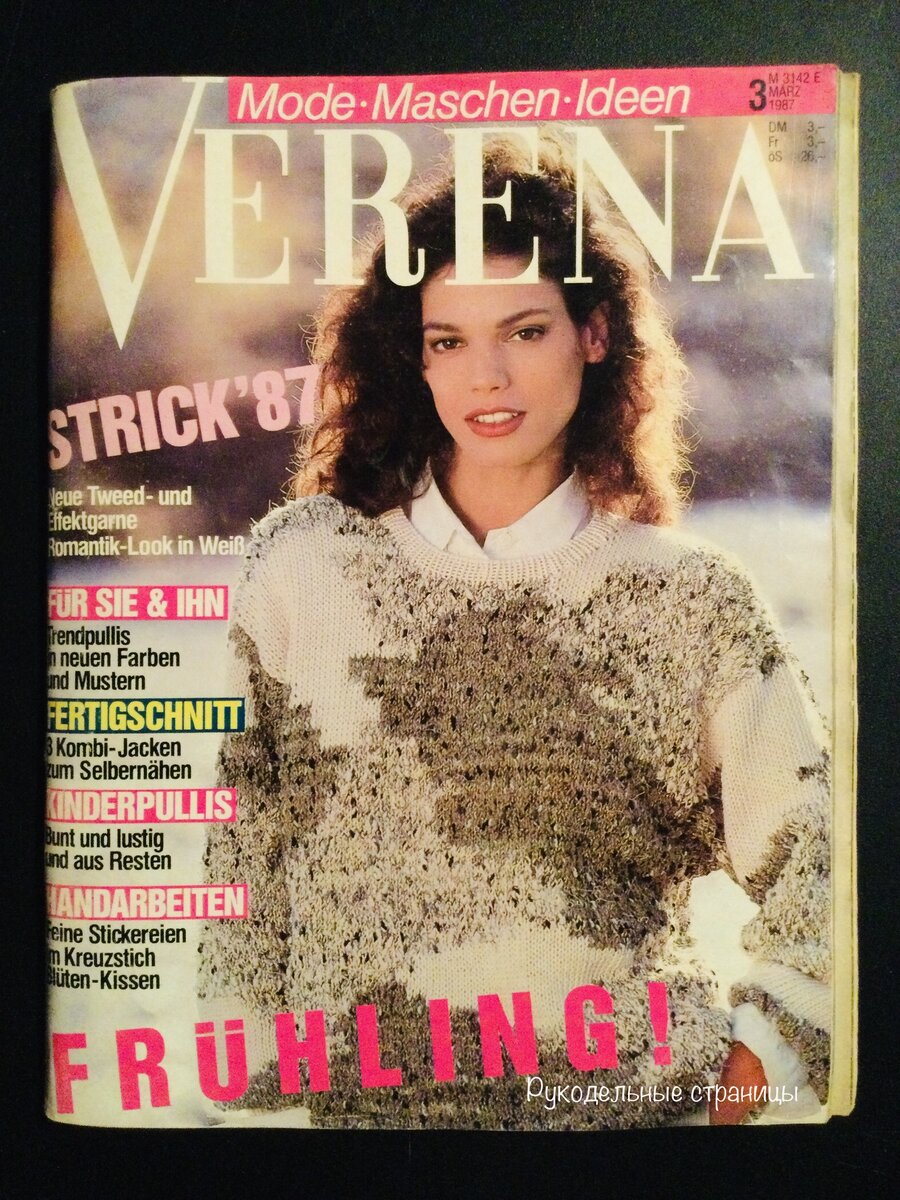 Mode·Maschen·Ideen
3
M 3142 E
MÄRZ
1987
VERENA
DM 3,–
Fr 3,–
öS 26,–
STRICK'87
Neue Tweed- und
Effektgarne
Romantik-Look in Weiß
FÜR SIE & IHN
Trendpullis
in neuen Farben
und Mustern
FERTIGSCHNITT
3 Kombi-Jacken
zum Selbernähen
KINDERPULLIS
Bunt und lustig
und aus Resten
HANDARBEITEN
Feine Stickereien
im Kreuzstich
Blüten-Kissen
FRÜHLING!
Рукодельные страницы